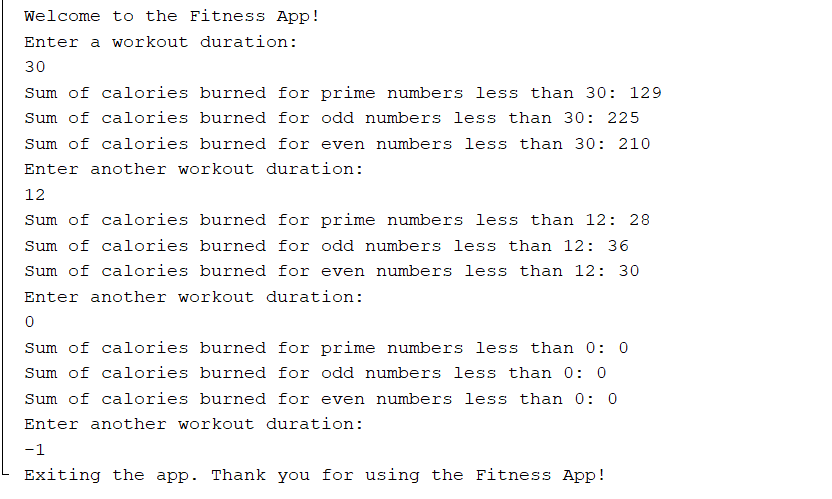 Welcome to the Fitness App!
Enter a workout duration:
30
Sum of calories burned for prime numbers less than 30: 129
Sum of calories burned for odd numbers less than 30: 225
Sum of calories burned for even numbers less than 30: 210
Enter another workout duration:
12
Sum of calories burned for prime numbers less than 12: 28
Sum of calories burned for odd numbers less than 12: 36
Sum of calories burned for even numbers less than 12: 30
Enter another workout duration:
0
Sum of calories burned for prime numbers less than 0: 0
Sum of calories burned for odd numbers less than 0: 0
Sum of calories burned for even numbers less than 0: 0
Enter another workout duration:
-1
Exiting the app. Thank you for using the Fitness App!